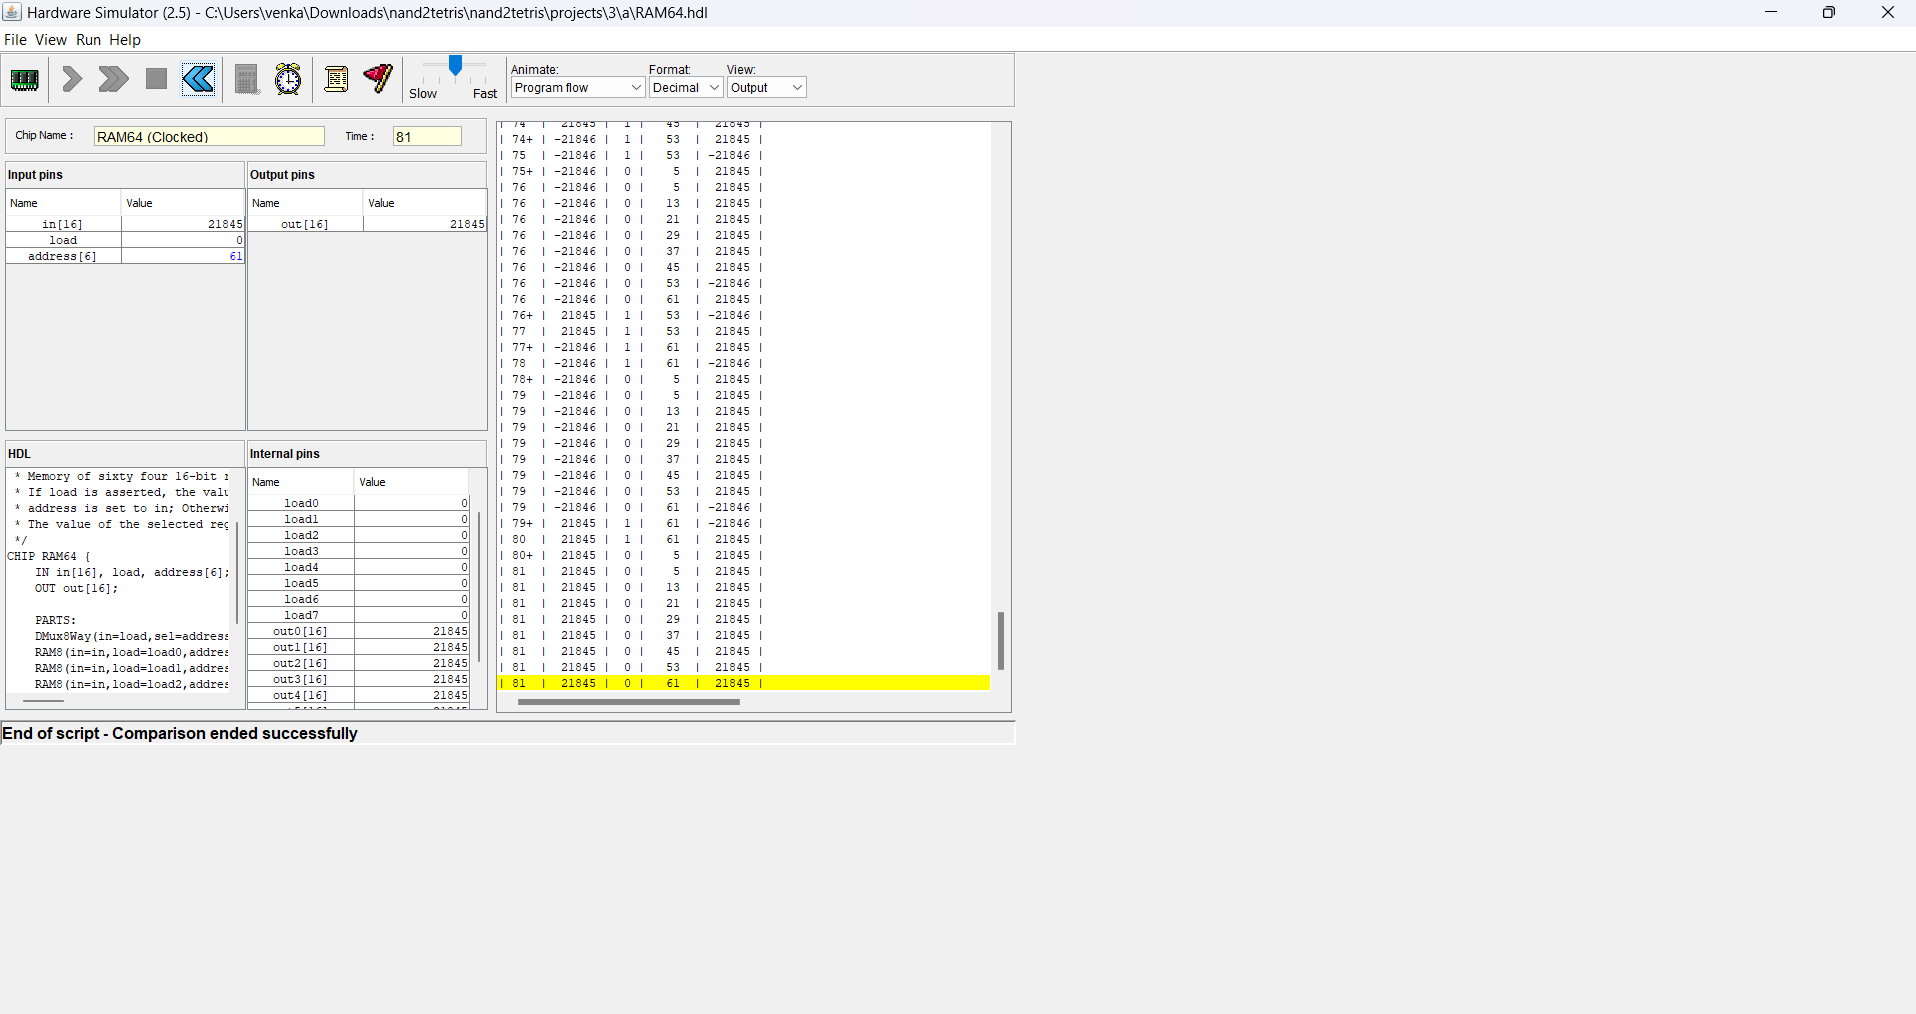 Hardware Simulator (2.5) - C:\Users\venka\Downloads\nand2tetris\nand2tetris\projects\3\a\RAM64.hdl
File View Run Help
Slow Fast
Animate: Format: View:
Program flow Decimal Output
Chip Name : RAM64 (Clocked) Time : 81
Input pins
Name Value
in[16] 21845
load 0
address[6] 61
Output pins
Name Value
out[16] 21845
HDL
* Memory of sixty four 16-bit
* If load is asserted, the
* address is set to in;
* The value of the selected
*/
CHIP RAM64 {
IN in[16], load, address[6];
OUT out[16];
PARTS:
DMux8Way(in=load,sel=address
RAM8(in=in,load=load0,addres
RAM8(in=in,load=load1,addres
RAM8(in=in,load=load2,addres
Internal pins
Name Value
load0 0
load1 0
load2 0
load3 0
load4 0
load5 0
load6 0
load7 0
out0[16] 21845
out1[16] 21845
out2[16] 21845
out3[16] 21845
out4[16] 21845
| 74 | 21845 | 1 | 45 | 21845 |
| 74+ | -21846 | 1 | 53 | 21845 |
| 75 | -21846 | 1 | 53 | -21846 |
| 75+ | -21846 | 0 | 5 | 21845 |
| 76 | -21846 | 0 | 5 | 21845 |
| 76 | -21846 | 0 | 13 | 21845 |
| 76 | -21846 | 0 | 21 | 21845 |
| 76 | -21846 | 0 | 29 | 21845 |
| 76 | -21846 | 0 | 37 | 21845 |
| 76 | -21846 | 0 | 45 | 21845 |
| 76 | -21846 | 0 | 53 | -21846 |
| 76 | -21846 | 0 | 61 | 21845 |
| 76+ | 21845 | 1 | 53 | -21846 |
| 77 | 21845 | 1 | 53 | 21845 |
| 77+ | -21846 | 1 | 61 | 21845 |
| 78 | -21846 | 1 | 61 | -21846 |
| 78+ | -21846 | 0 | 5 | 21845 |
| 79 | -21846 | 0 | 5 | 21845 |
| 79 | -21846 | 0 | 13 | 21845 |
| 79 | -21846 | 0 | 21 | 21845 |
| 79 | -21846 | 0 | 29 | 21845 |
| 79 | -21846 | 0 | 37 | 21845 |
| 79 | -21846 | 0 | 45 | 21845 |
| 79 | -21846 | 0 | 53 | 21845 |
| 79 | -21846 | 0 | 61 | -21846 |
| 79+ | 21845 | 1 | 61 | -21846 |
| 80 | 21845 | 1 | 61 | 21845 |
| 80+ | 21845 | 0 | 5 | 21845 |
| 81 | 21845 | 0 | 5 | 21845 |
| 81 | 21845 | 0 | 13 | 21845 |
| 81 | 21845 | 0 | 21 | 21845 |
| 81 | 21845 | 0 | 29 | 21845 |
| 81 | 21845 | 0 | 37 | 21845 |
| 81 | 21845 | 0 | 45 | 21845 |
| 81 | 21845 | 0 | 53 | 21845 |
| 81 | 21845 | 0 | 61 | 21845 |
End of script - Comparison ended successfully